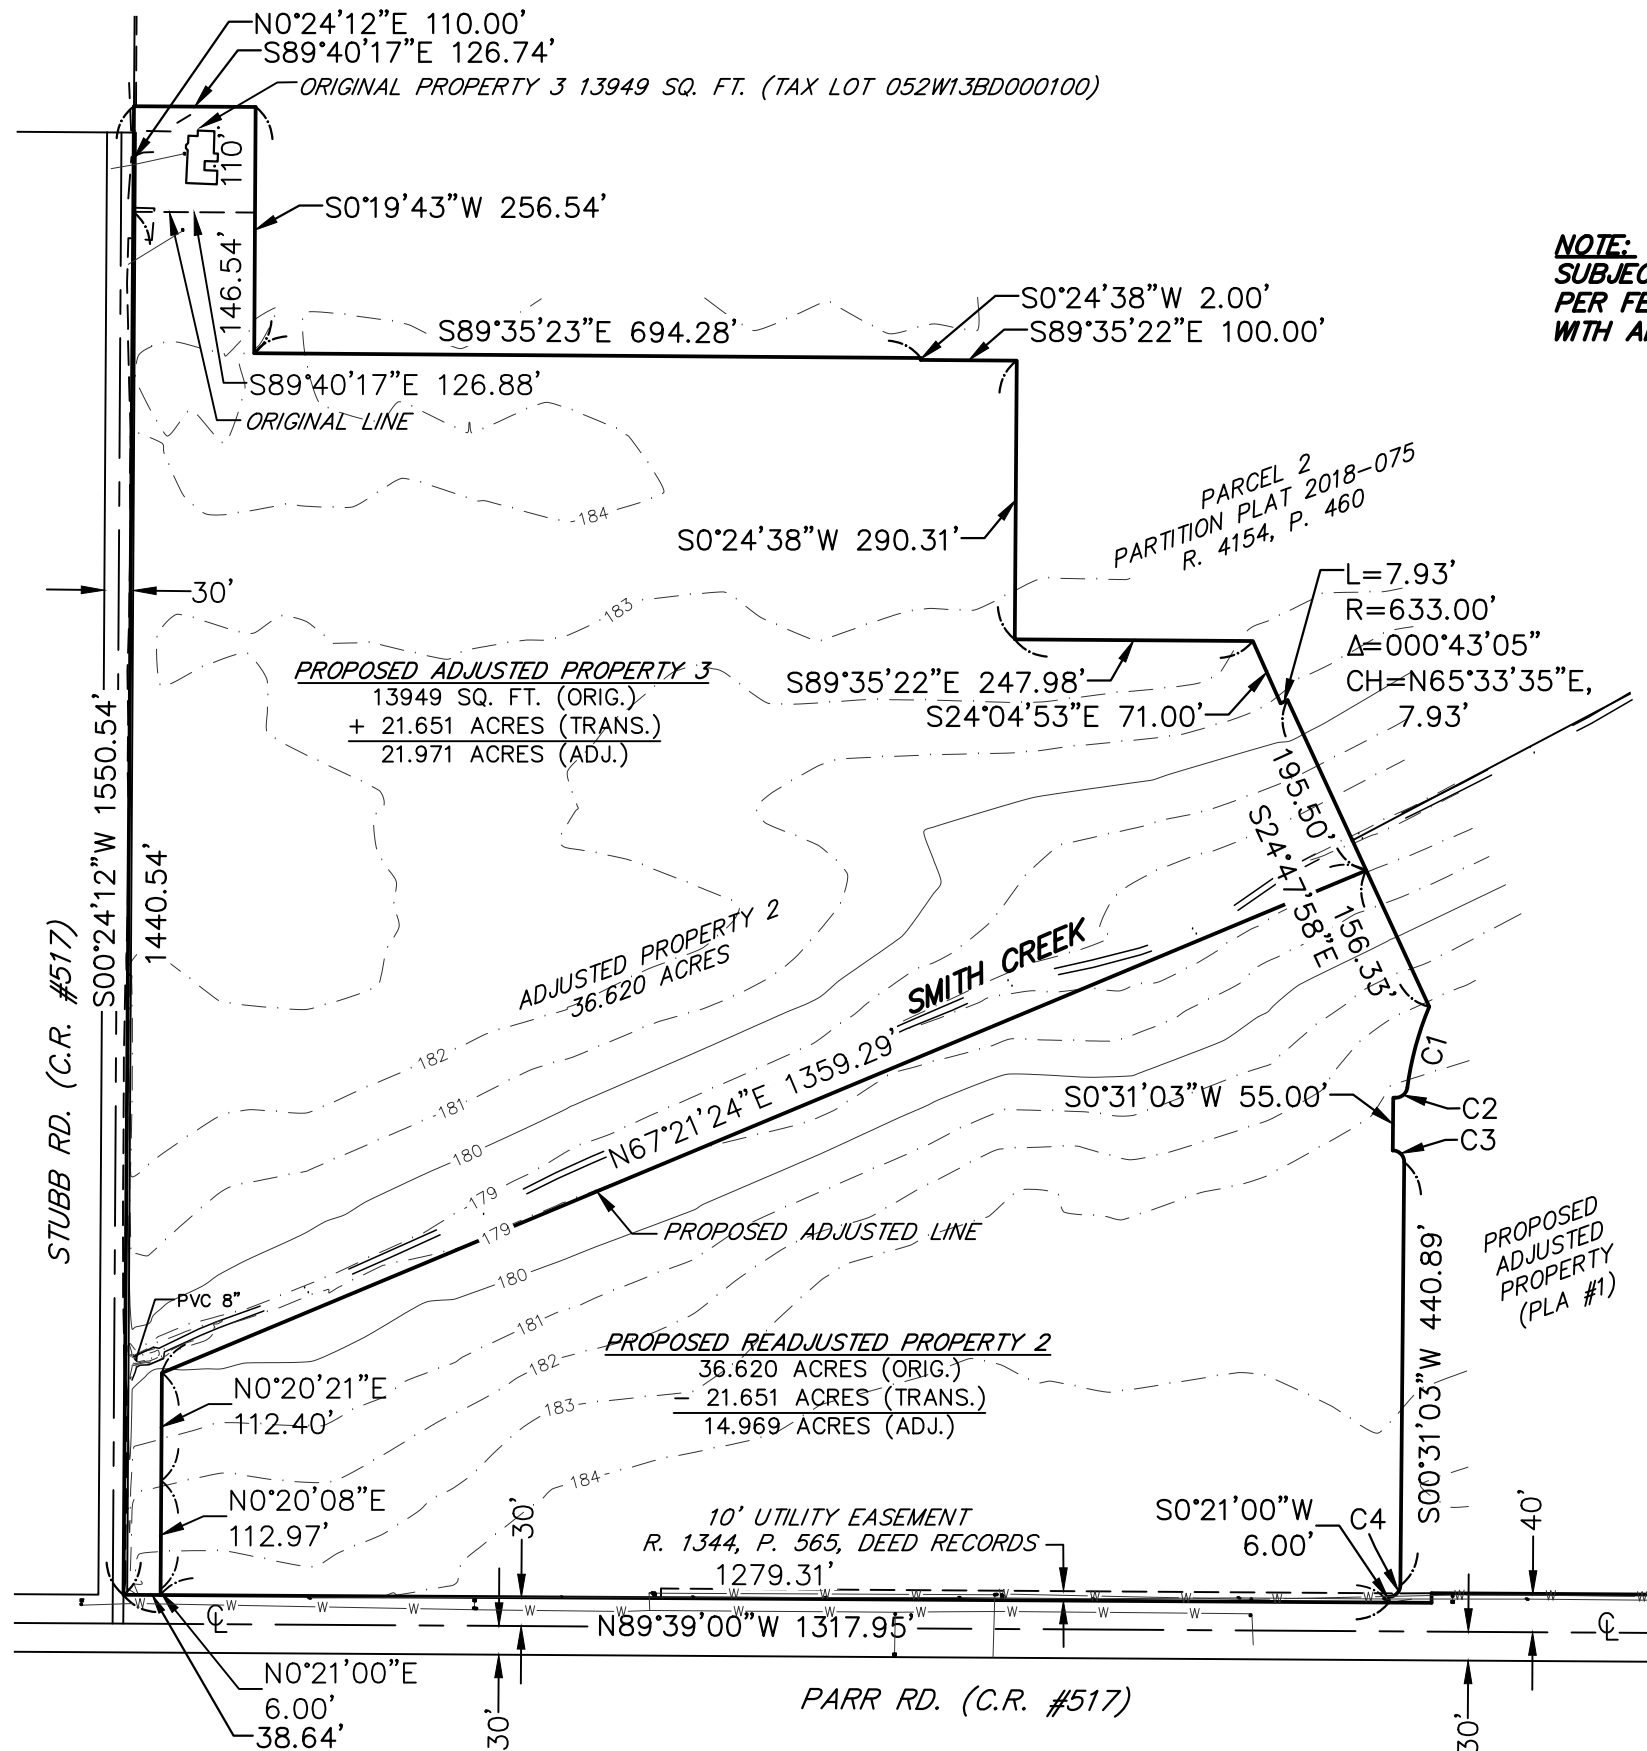 N0°24'12"E 110.00'
S89°40'17"E 126.74'
ORIGINAL PROPERTY 3 13949 SQ. FT. (TAX LOT 052W13BD000100)
110'
S0°19'43"W 256.54'
146.54'
NOTE:
S89°35'23"E 694.28'
S0°24'38"W 2.00'
S89°35'22"E 100.00'
S89°40'17"E 126.88'
ORIGINAL LINE
184
PARCEL 2
PARTITION PLAT 2018-075
R. 4154, P. 460
S0°24'38"W 290.31'
30'
183
L=7.93'
R=633.00'
Δ=000°43'05"
CH=N65°33'35"E,
7.93'
PROPOSED ADJUSTED PROPERTY 3
13949 SQ. FT. (ORIG.)
+ 21.651 ACRES (TRANS.)
21.971 ACRES (ADJ.)
S89°35'22"E 247.98'
S24°04'53"E 71.00'
195.50'
S24°47'58"E
156.33'
S00°24'12"W 1550.54'
1440.54'
STUBB RD. (C.R. #517)
ADJUSTED PROPERTY 2
36.620 ACRES
SMITH CREEK
N67°21'24"E 1359.29'
182
181
180
179
179
180
181
182
183
184
C1
S0°31'03"W 55.00'
C2
C3
PROPOSED ADJUSTED LINE
PROPOSED
ADJUSTED
PROPERTY
(PLA #1)
S00°31'03"W 440.89'
PVC 8"
PROPOSED READJUSTED PROPERTY 2
36.620 ACRES (ORIG.)
- 21.651 ACRES (TRANS.)
14.969 ACRES (ADJ.)
N0°20'21"E
112.40'
N0°20'08"E
112.97'
30'
10' UTILITY EASEMENT
R. 1344, P. 565, DEED RECORDS
1279.31'
S0°21'00"W
6.00'
C4
40'
W W W W W W W W W W W W
N89°39'00"W 1317.95'
N0°21'00"E
6.00'
38.64'
30'
PARR RD. (C.R. #517)
30'